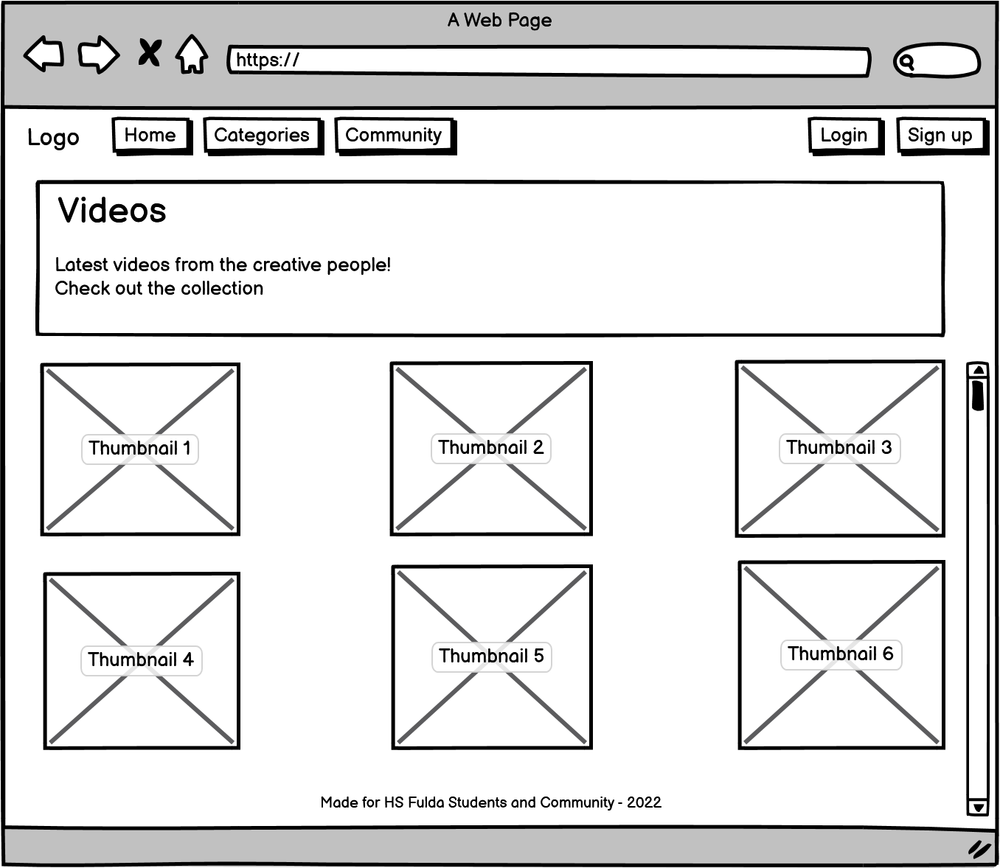 A Web Page
https://
Logo
Home
Categories
Community
Login
Sign up
Videos
Latest videos from the creative people!
Check out the collection
Thumbnail 1
Thumbnail 2
Thumbnail 3
Thumbnail 4
Thumbnail 5
Thumbnail 6
Made for HS Fulda Students and Community - 2022